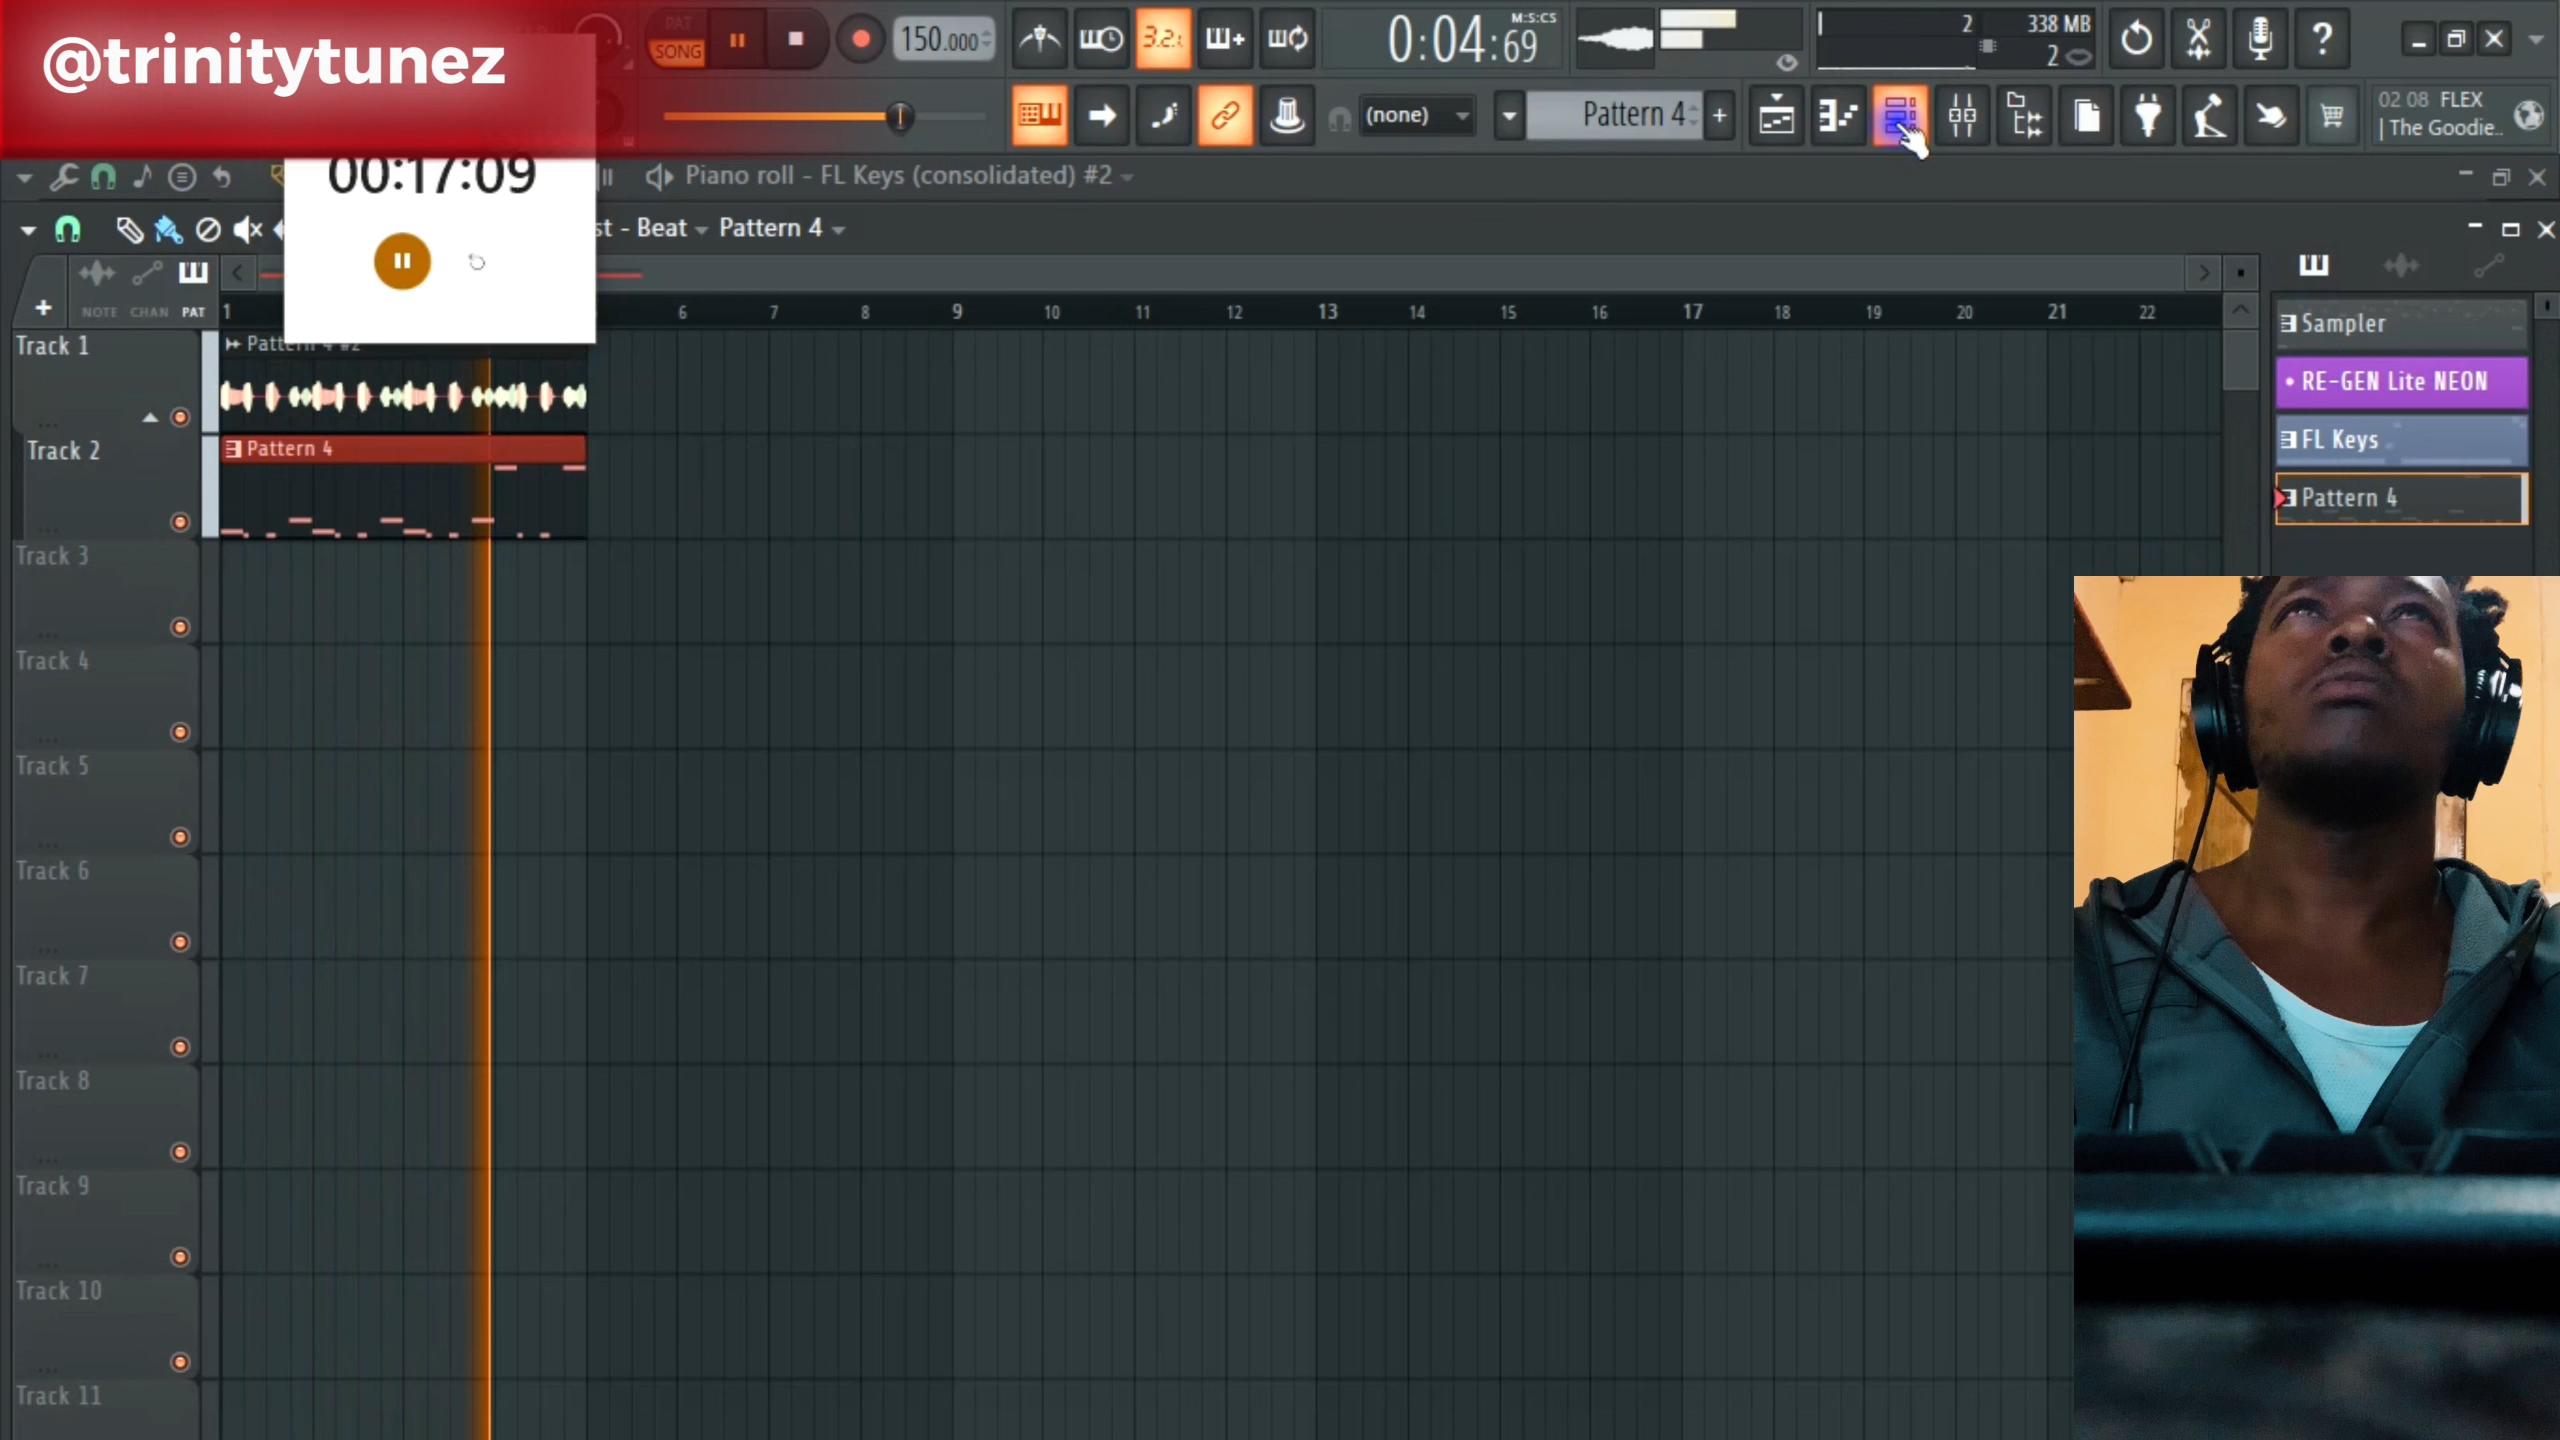 @trinitytunez
PAT
SONG
150.000
3.2.1
0:04:69
M:S:CS
2
338 MB
2
?
(none)
Pattern 4
+
02 08 FLEX
| The Goodie..
00:17:09
Piano roll - FL Keys (consolidated) #2
st - Beat
Pattern 4
NOTE CHAN PAT
1 6 7 8 9 10 11 12 13 14 15 16 17 18 19 20 21 22
Track 1
Track 2
Pattern 4
Track 3
Track 4
Track 5
Track 6
Track 7
Track 8
Track 9
Track 10
Track 11
Sampler
RE-GEN Lite NEON
FL Keys
Pattern 4